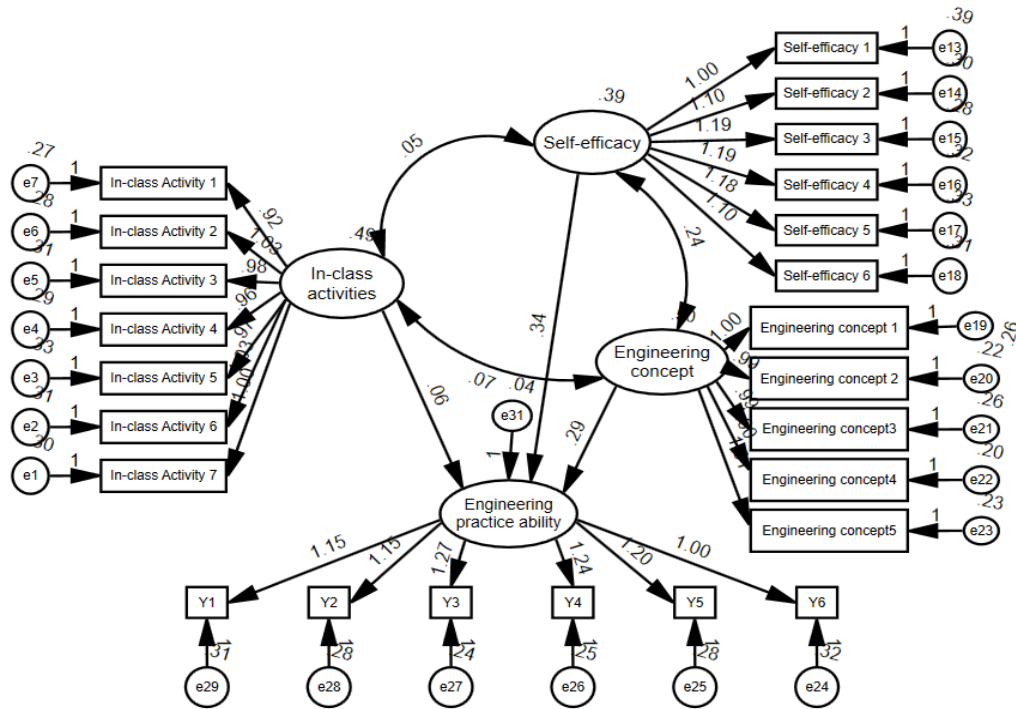 .39
Self-efficacy 1
1
e13
.30
1.00
Self-efficacy 2
1
e14
.28
1.10
.39
Self-efficacy 3
1
e15
.32
1.19
Self-efficacy
Self-efficacy 4
1
e16
.33
1.19
Self-efficacy 5
1
e17
.31
1.18
Self-efficacy 6
1
e18
1.10
.05
.27
e7
1
In-class Activity 1
.28
.92
e6
1
In-class Activity 2
.31
1.03
e5
1
In-class Activity 3
.29
.98
e4
1
In-class Activity 4
.33
.96
e3
1
In-class Activity 5
.31
.97
e2
1
In-class Activity 6
.30
e1
1
In-class Activity 7
1.00
.49
In-class
activities
.24
.34
.07
.04
.06
.29
Engineering
concept
1.00
Engineering concept 1
1
e19
.26
.22
.99
Engineering concept 2
1
e20
.26
Engineering concept3
1
e21
.20
Engineering concept4
1
e22
.23
Engineering concept5
1
e23
e31
1
Engineering
practice ability
1.15
1.15
1.27
1.24
1.20
1.00
Y1
Y2
Y3
Y4
Y5
Y6
.31
.28
.24
.25
.28
.32
e29
e28
e27
e26
e25
e24